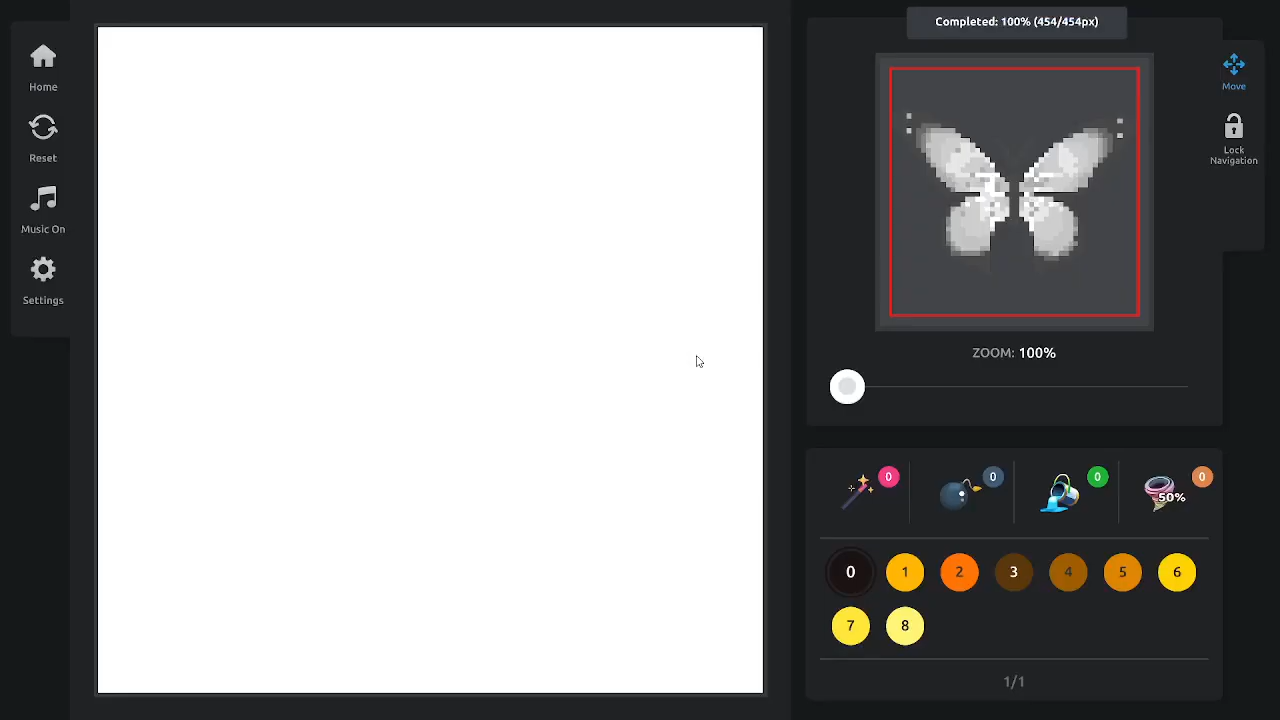 Completed: 100% (454/454px)
Home
Reset
Music On
Settings
Move
Lock
Navigation
ZOOM: 100%
0
0
0
0
50%
0
1
2
3
4
5
6
7
8
1/1